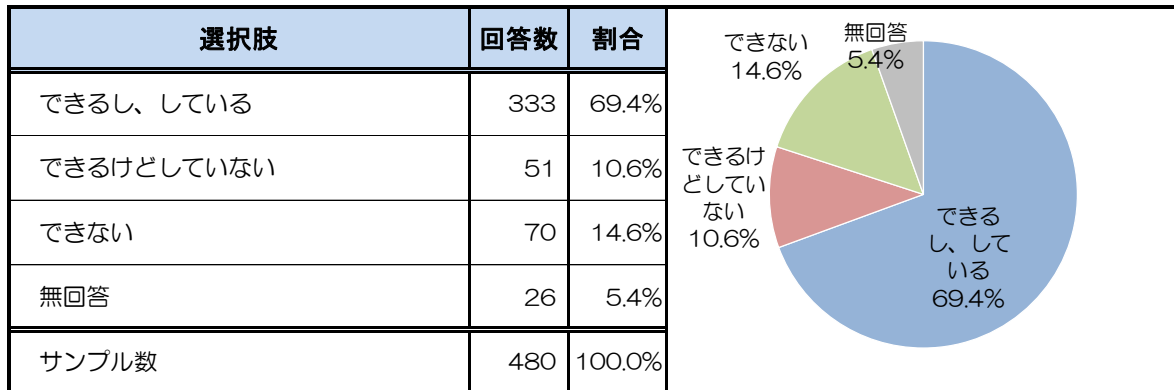 選択肢 回答数 割合
できるし、している 333 69.4%
できるけどしていない 51 10.6%
できない 70 14.6%
無回答 26 5.4%
サンプル数 480 100.0%
無回答
5.4%
できない
14.6%
できるけ
どしてい
ない
10.6%
できる
し、して
いる
69.4%